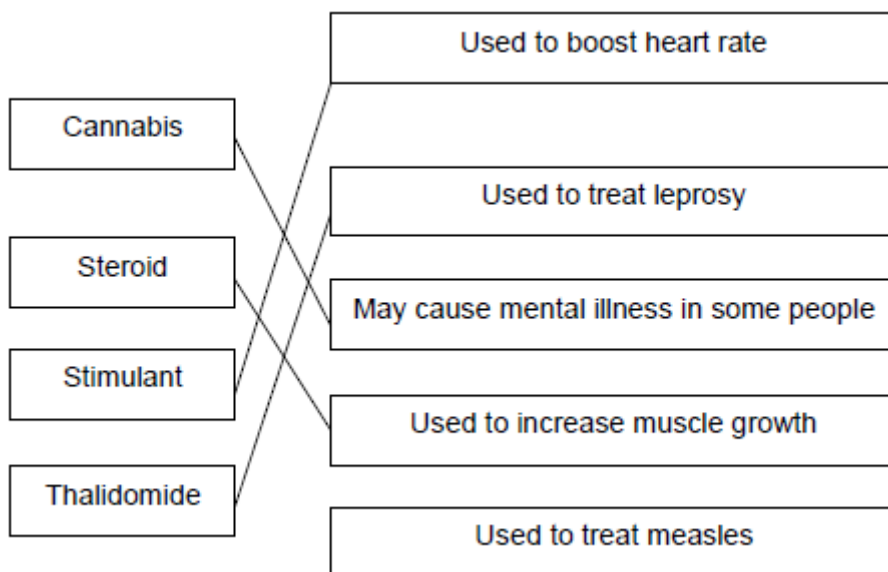 Cannabis
Steroid
Stimulant
Thalidomide
Used to boost heart rate
Used to treat leprosy
May cause mental illness in some people
Used to increase muscle growth
Used to treat measles